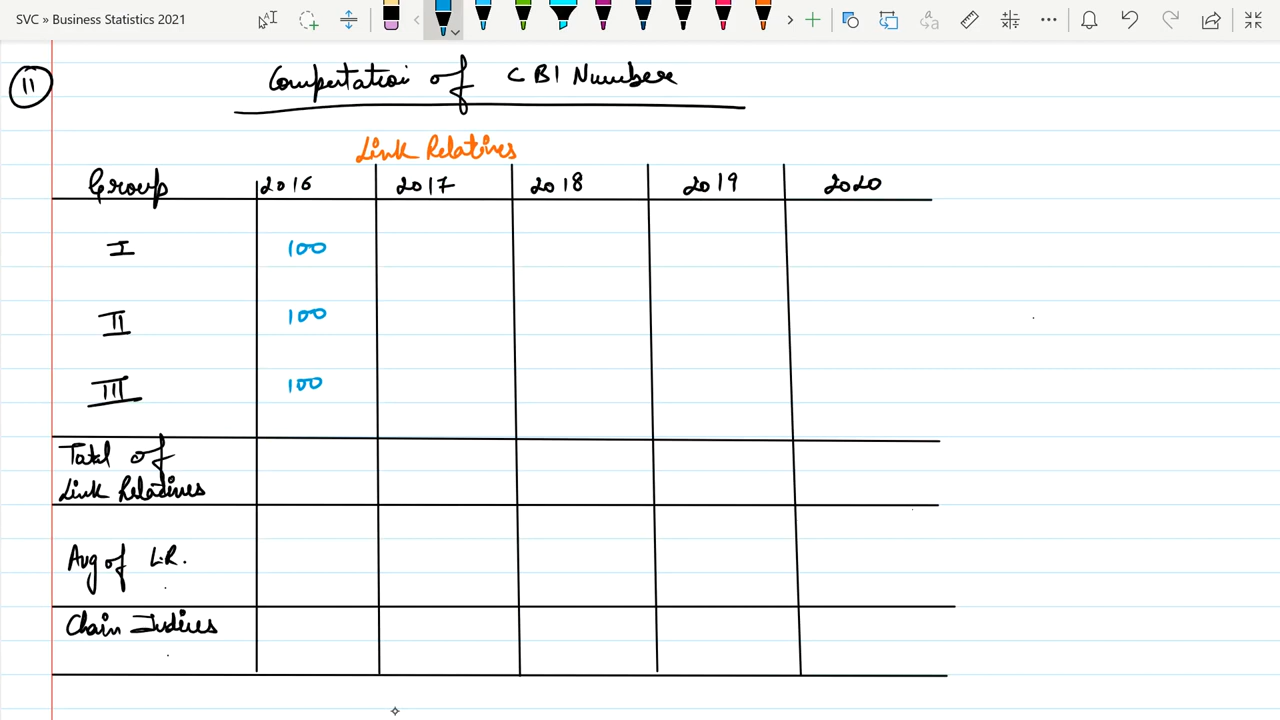 SVC » Business Statistics 2021
11
Computation of CBI Numbers
Link Relatives
Group 2016 2017 2018 2019 2020
I 100
II 100
III 100
Total of
Link Relatives
Avg of L.R.
Chain Indices